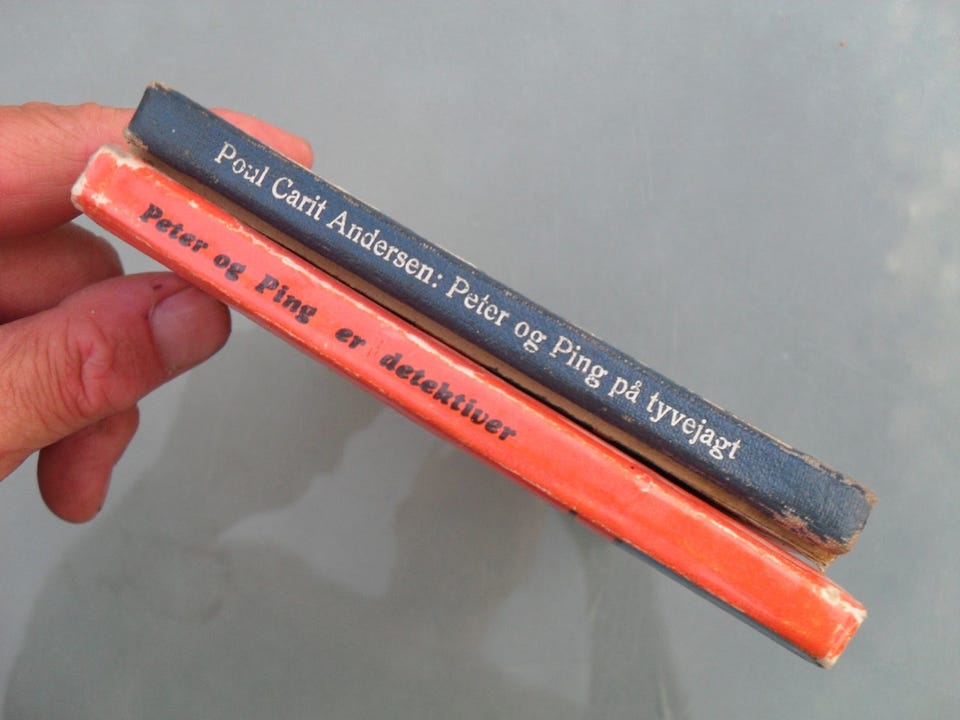 Poul Carit Andersen: Peter og Ping på tyvejagt
Peter og Ping er detektiver